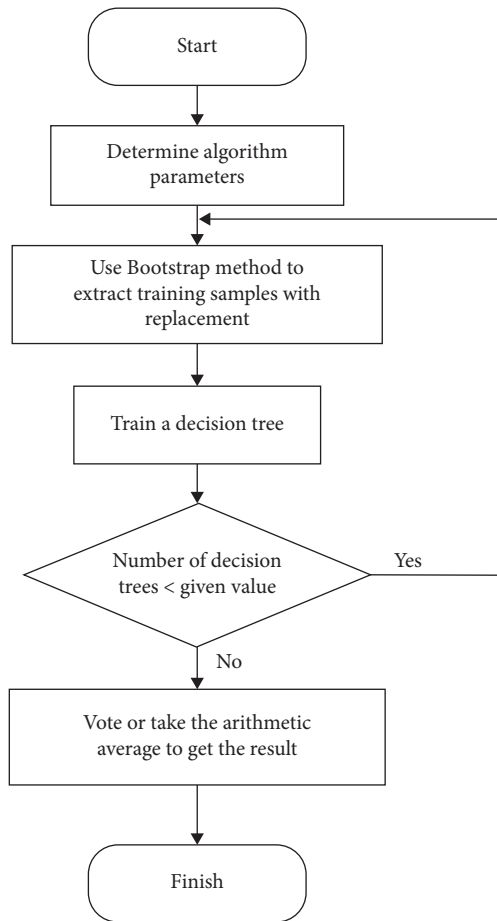 Start
Determine algorithm
parameters
Use Bootstrap method to
extract training samples with
replacement
Train a decision tree
Number of decision
trees < given value
Yes
No
Vote or take the arithmetic
average to get the result
Finish